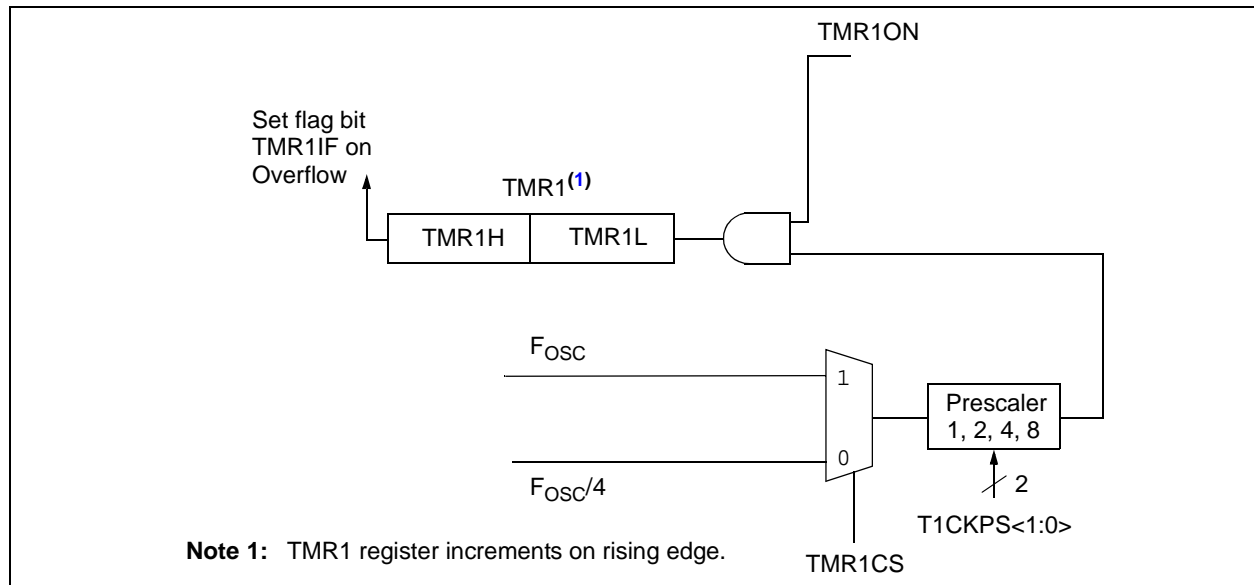 TMR1ON
Set flag bit
TMR1IF on
Overflow
TMR1(1)
TMR1H
TMR1L
FOSC
1
0
FOSC/4
Prescaler
1, 2, 4, 8
2
T1CKPS<1:0>
TMR1CS
Note 1: TMR1 register increments on rising edge.